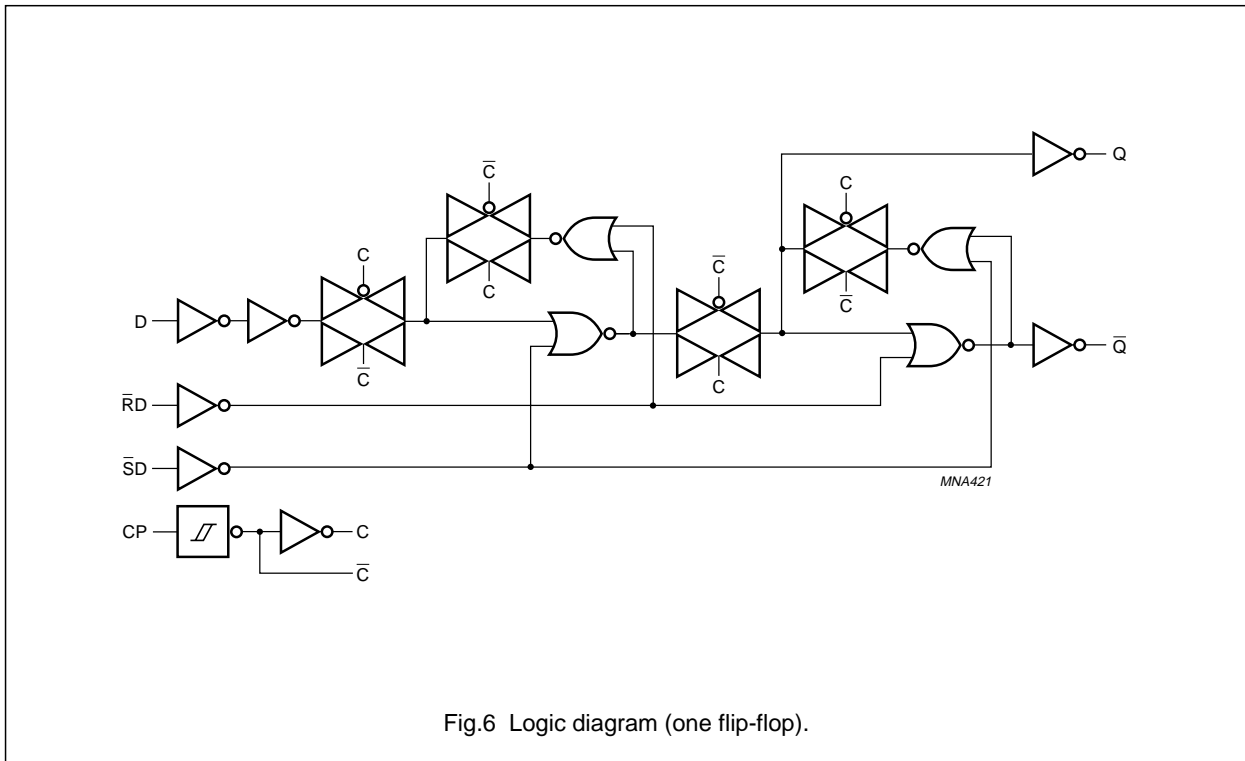 Q
C̅
C
C
D
C̅
C
C̅
C̅
C
Q̅
R̅D
S̅D
MNA421
CP
C
C̅
Fig.6 Logic diagram (one flip-flop).